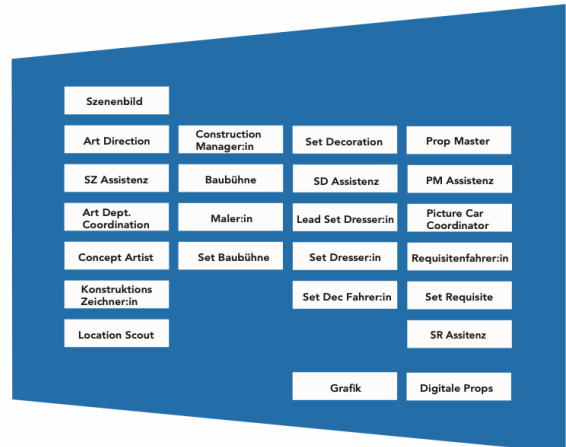 Szenenbild
Art Direction
Construction
Manager:in
Set Decoration
Prop Master
SZ Assistenz
Baubühne
SD Assistenz
PM Assistenz
Art Dept.
Coordination
Maler:in
Lead Set Dresser:in
Picture Car
Coordinator
Concept Artist
Set Baubühne
Set Dresser:in
Requisitenfahrer:in
Konstruktions
Zeichner:in
Set Dec Fahrer:in
Set Requisite
Location Scout
SR Assitenz
Grafik
Digitale Props